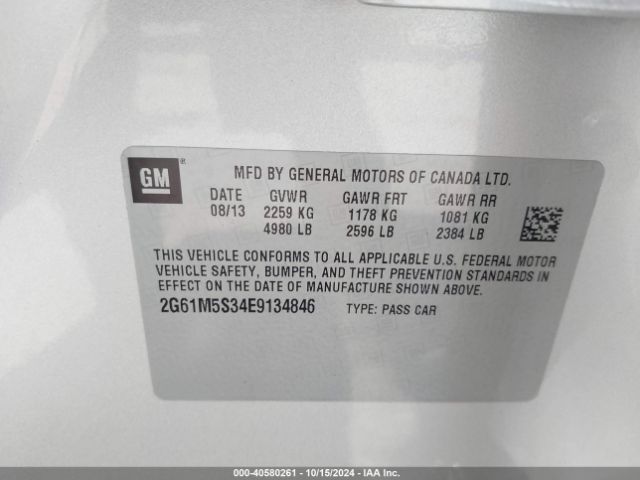 GM
MFD BY GENERAL MOTORS OF CANADA LTD.
DATE GVWR GAWR FRT GAWR RR
08/13 2259 KG 1178 KG 1081 KG
4980 LB 2596 LB 2384 LB
THIS VEHICLE CONFORMS TO ALL APPLICABLE U.S. FEDERAL MOTOR
VEHICLE SAFETY, BUMPER, AND THEFT PREVENTION STANDARDS IN
EFFECT ON THE DATE OF MANUFACTURE SHOWN ABOVE.
2G61M5S34E9134846 TYPE: PASS CAR
000-40580261 - 10/15/2024 - IAA Inc.